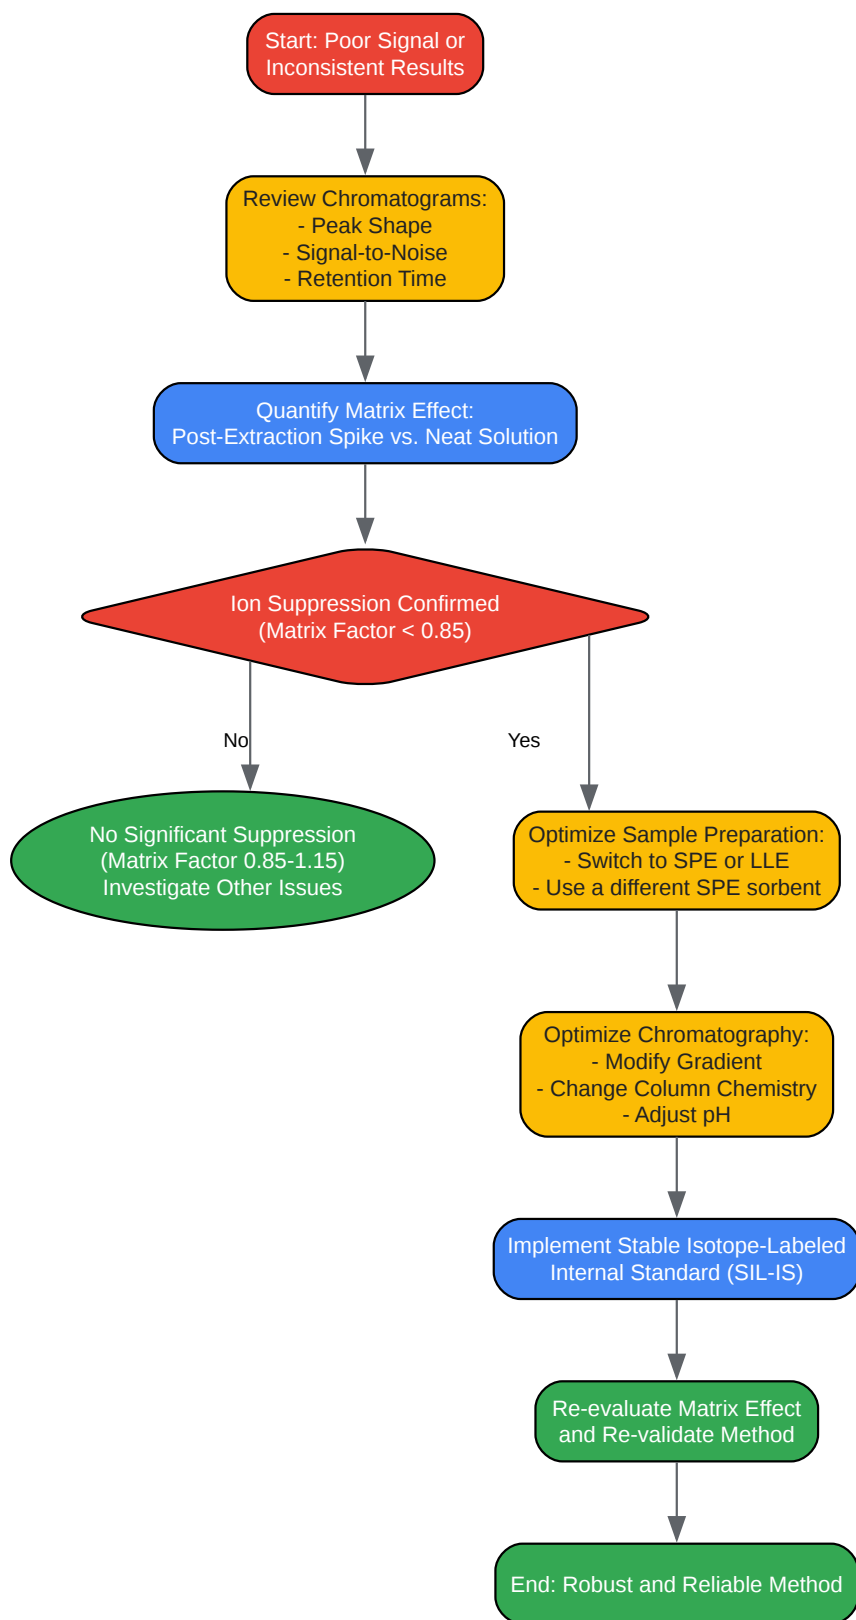 Start: Poor Signal or
Inconsistent Results
Review Chromatograms:
- Peak Shape
- Signal-to-Noise
- Retention Time
Quantify Matrix Effect:
Post-Extraction Spike vs. Neat Solution
Ion Suppression Confirmed
(Matrix Factor < 0.85)
No
Yes
No Significant Suppression
(Matrix Factor 0.85-1.15)
Investigate Other Issues
Optimize Sample Preparation:
- Switch to SPE or LLE
- Use a different SPE sorbent
Optimize Chromatography:
- Modify Gradient
- Change Column Chemistry
- Adjust pH
Implement Stable Isotope-Labeled
Internal Standard (SIL-IS)
Re-evaluate Matrix Effect
and Re-validate Method
End: Robust and Reliable Method